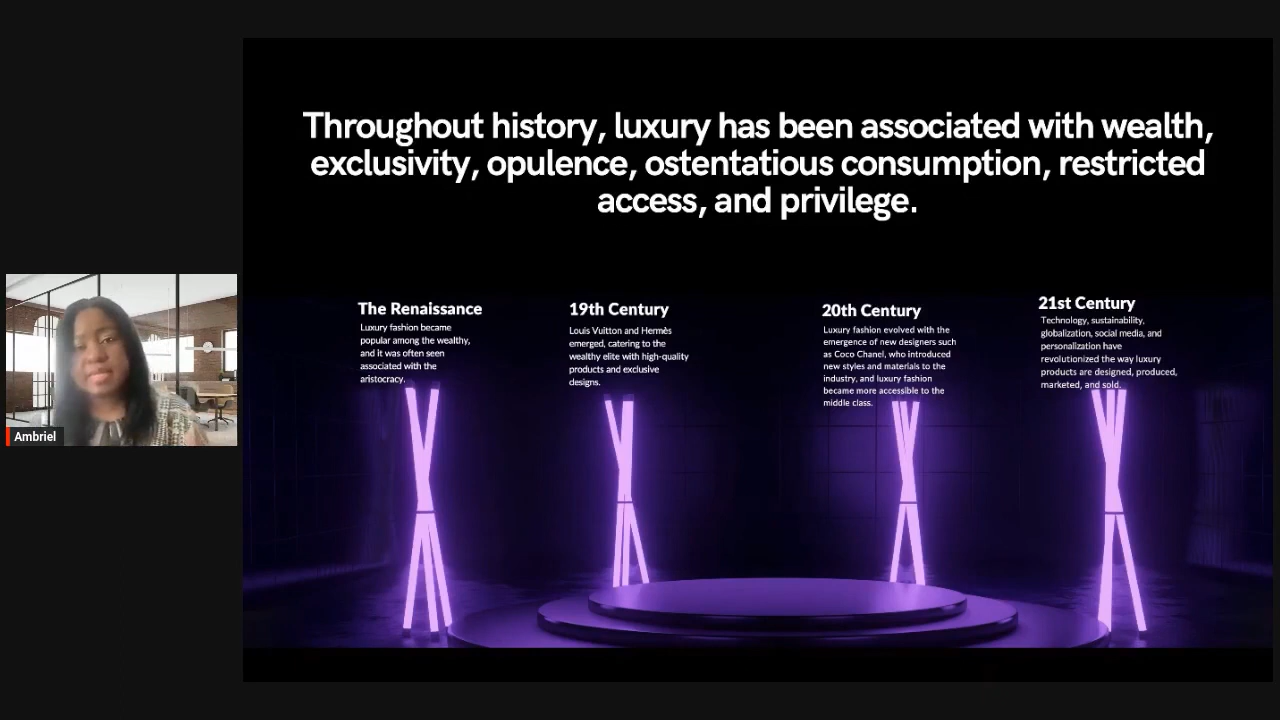 Throughout history, luxury has been associated with wealth,
exclusivity, opulence, ostentatious consumption, restricted
access, and privilege.
The Renaissance
Luxury fashion became
popular among the wealthy,
and it was often seen
associated with the
aristocracy.
19th Century
Louis Vuitton and Hermès
emerged, catering to the
wealthy elite with high-quality
products and exclusive
designs.
20th Century
Luxury fashion evolved with the
emergence of new designers such
as Coco Chanel, who introduced
new styles and materials to the
industry, and luxury fashion
became more accessible to the
middle class.
21st Century
Technology, sustainability,
globalization, social media, and
personalization have
revolutionized the way luxury
products are designed, produced,
marketed, and sold.
Ambriel